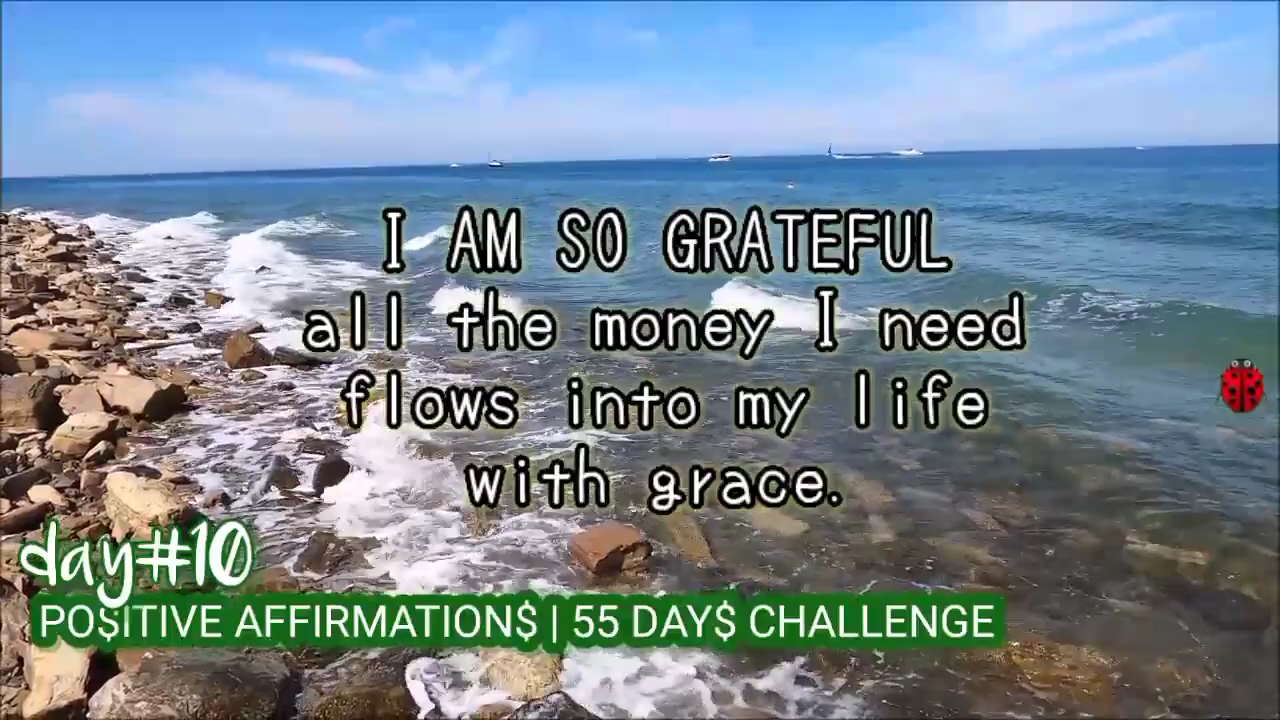 I AM SO GRATEFUL
all the money I need
flows into my life
with grace.
day#10
PO$ITIVE AFFIRMATION$ | 55 DAY$ CHALLENGE